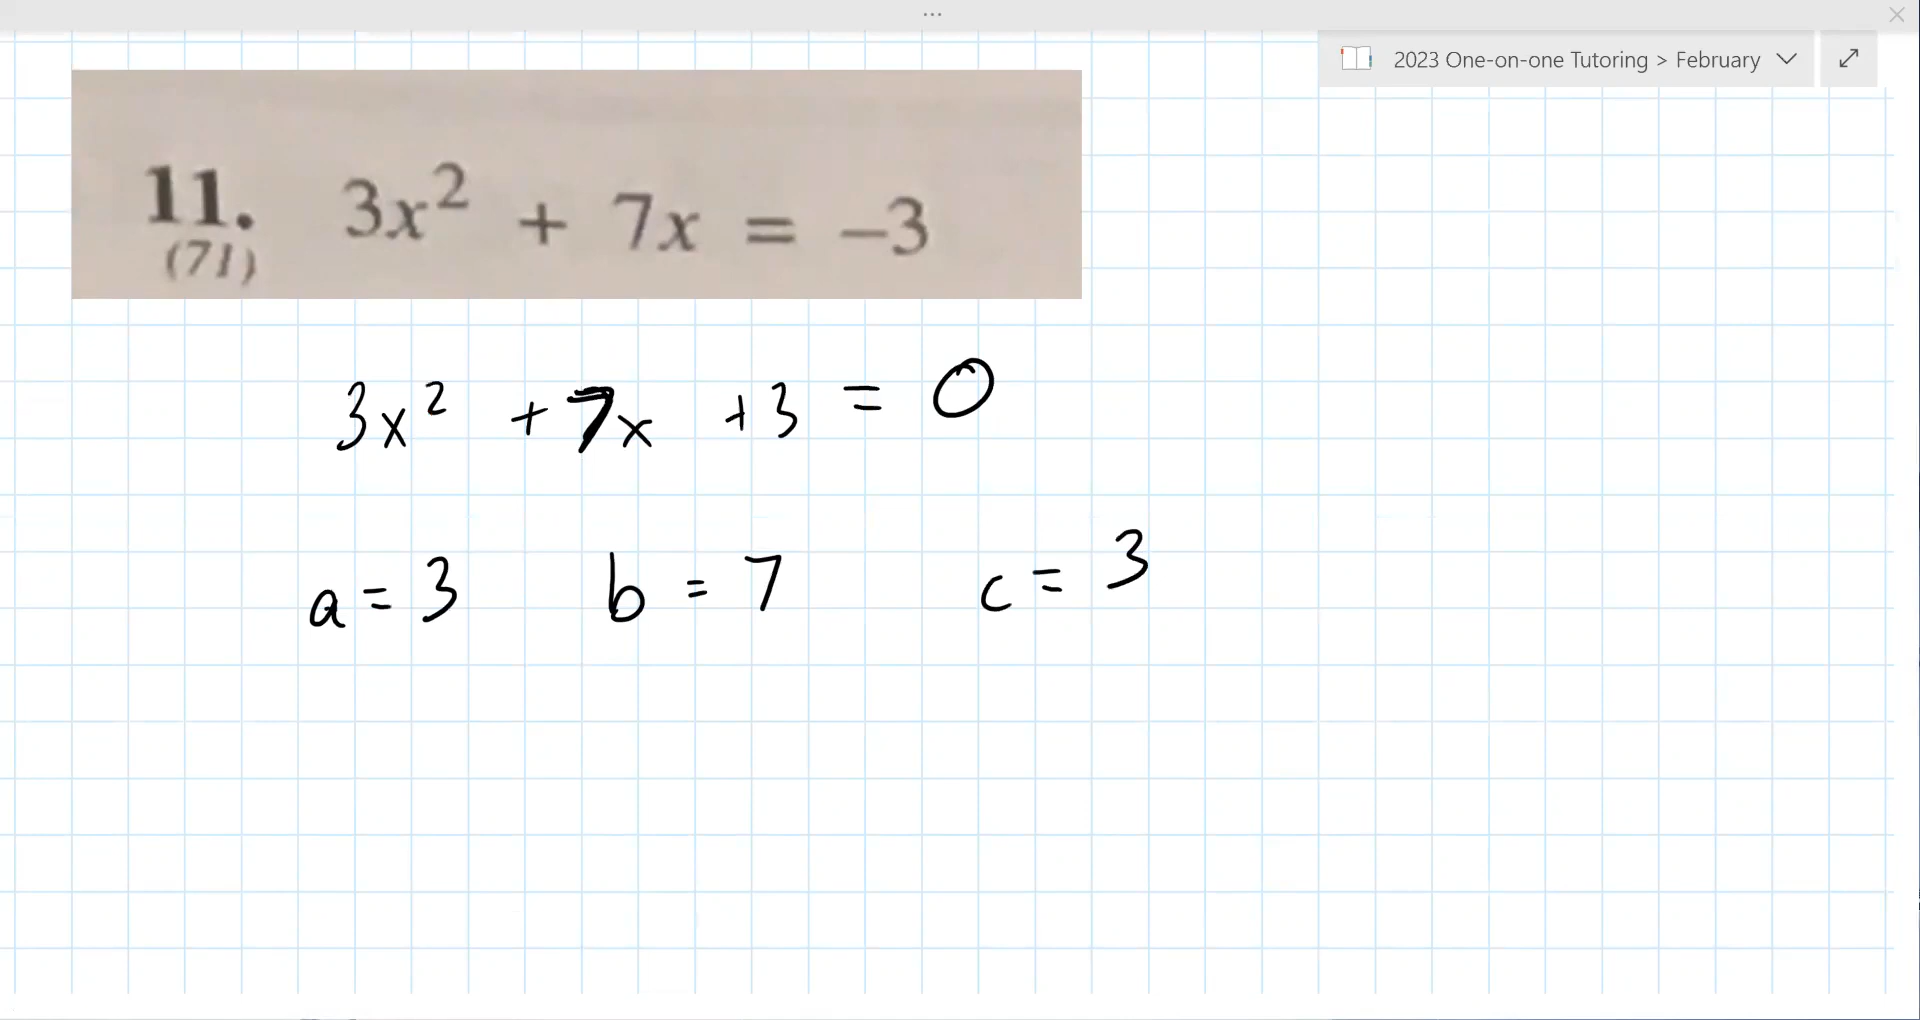 ...
2023 One-on-one Tutoring > February
11. 3x² + 7x = −3
(71)
3x² + 7x + 3 = 0
a = 3 b = 7 c = 3